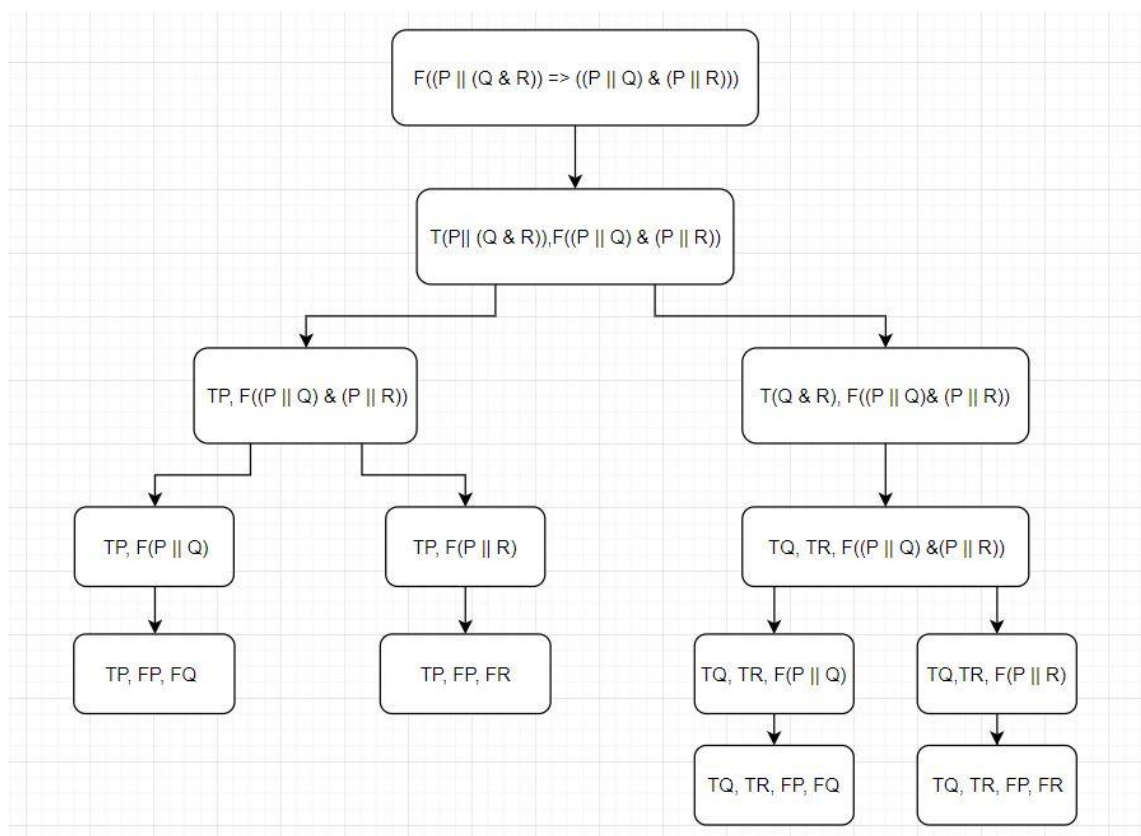 F((P || (Q & R)) => ((P || Q) & (P || R)))
T(P|| (Q & R)),F((P || Q) & (P || R))
TP, F((P || Q) & (P || R))
T(Q & R), F((P || Q)& (P || R))
TP, F(P || Q)
TP, F(P || R)
TQ, TR, F((P || Q) &(P || R))
TP, FP, FQ
TP, FP, FR
TQ, TR, F(P || Q)
TQ,TR, F(P || R)
TQ, TR, FP, FQ
TQ, TR, FP, FR